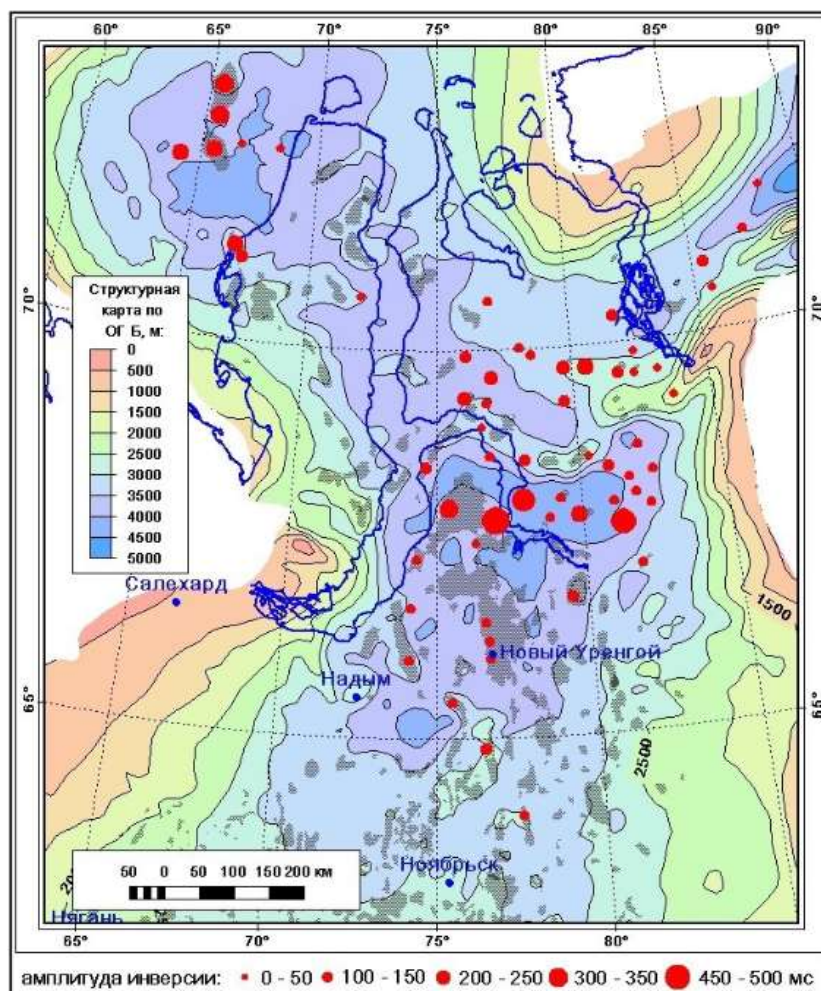 60° 65° 70° 75° 80° 85° 90°
70° 70°
Структурная
карта по
ОГ Б, м:
0
500
1000
1500
2000
2500
3000
3500
4000
4500
5000
Салехард
1500
Новый Уренгой
Надым
65° 65°
2500
50 0 50 100 150 200 км
Ноябрьск
Нягань
65° 70° 75° 80°
амплитуда инверсии: 0 - 50 100 - 150 200 - 250 300 - 350 450 - 500 мс